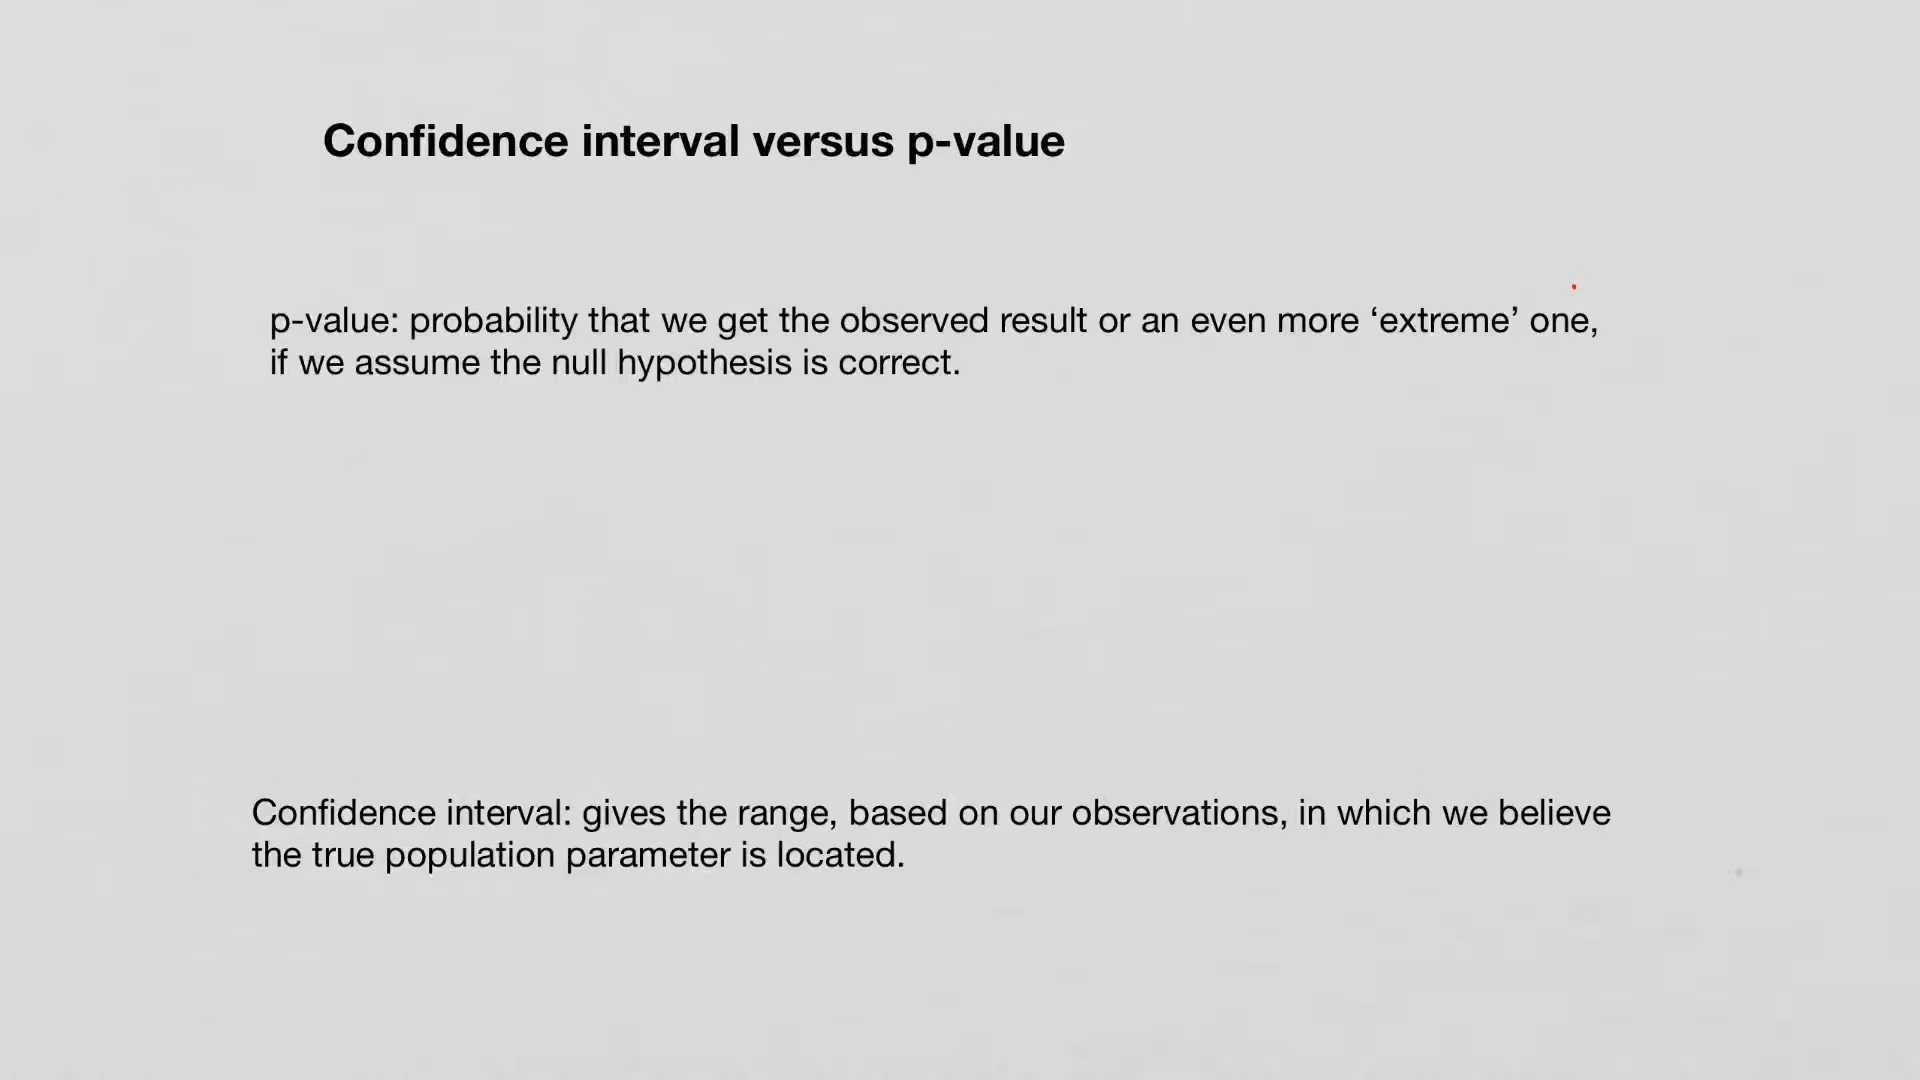 Confidence interval versus p-value
p-value: probability that we get the observed result or an even more ‘extreme’ one,
if we assume the null hypothesis is correct.
Confidence interval: gives the range, based on our observations, in which we believe
the true population parameter is located.